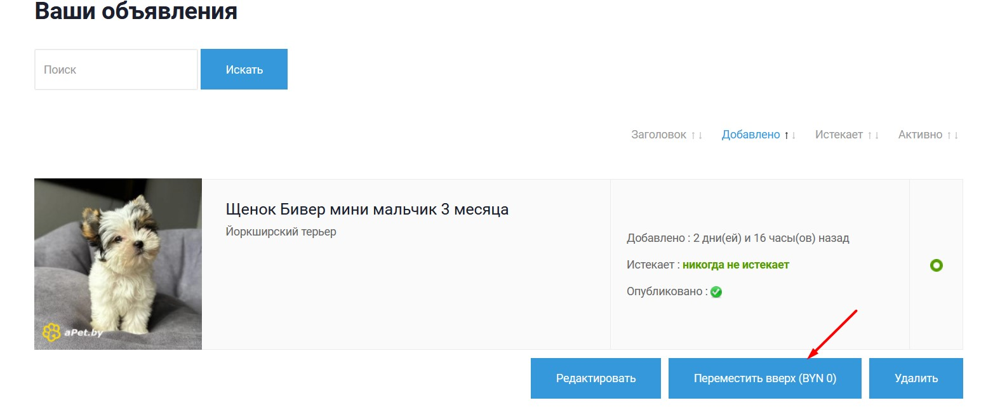 Ваши объявления
Поиск
Искать
Заголовок ↑↓ Добавлено ↑↓ Истекает ↑↓ Активно ↑↓
Щенок Бивер мини мальчик 3 месяца
Йоркширский терьер
Добавлено : 2 дни(ей) и 16 часы(ов) назад
Истекает : никогда не истекает
Опубликовано :
aPet.by
Редактировать
Переместить вверх (BYN 0)
Удалить